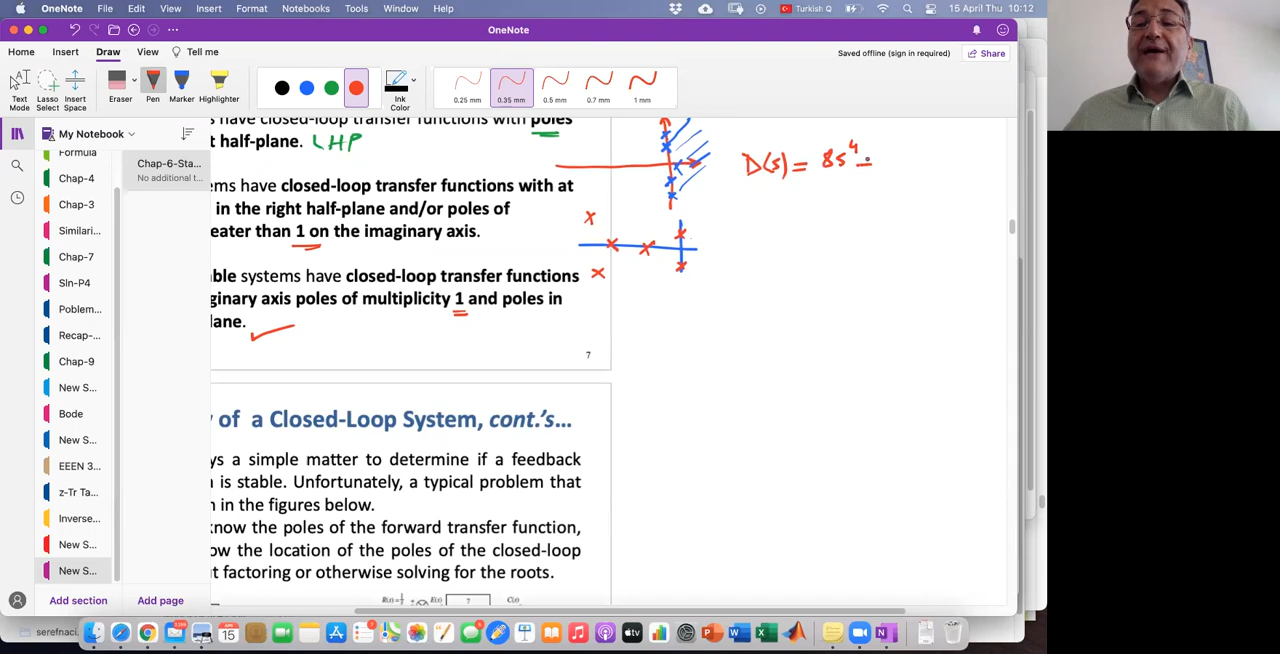 OneNote File Edit View Insert Format Notebooks Tools Window Help Turkish Q 15 April Thu 10:12
OneNote
Home Insert Draw View Tell me
Saved offline (sign in required) Share
Text Mode
Lasso Select
Insert Space
Eraser
Pen
Marker
Highlighter
Ink Color
0.25 mm
0.35 mm
0.5 mm
0.7 mm
1 mm
My Notebook
Formula
Chap-4
Chap-3
Similari...
Chap-7
Sln-P4
Poblem...
Recap-...
Chap-9
New S...
Bode
New S...
EEEN 3...
z-Tr Ta...
Inverse...
New S...
New S...
Add section
Chap-6-Sta...
No additional t...
Add page
s have closed-loop transfer functions with poles
t half-plane. LHP
ems have closed-loop transfer functions with at
in the right half-plane and/or poles of
eater than 1 on the imaginary axis.
able systems have closed-loop transfer functions
ginary axis poles of multiplicity 1 and poles in
lane.
7
D(s) = 8s⁴
y of a Closed-Loop System, cont.'s...
ys a simple matter to determine if a feedback
n is stable. Unfortunately, a typical problem that
n in the figures below.
know the poles of the forward transfer function,
ow the location of the poles of the closed-loop
ut factoring or otherwise solving for the roots.
E(s) ? C(s)
serefnaci